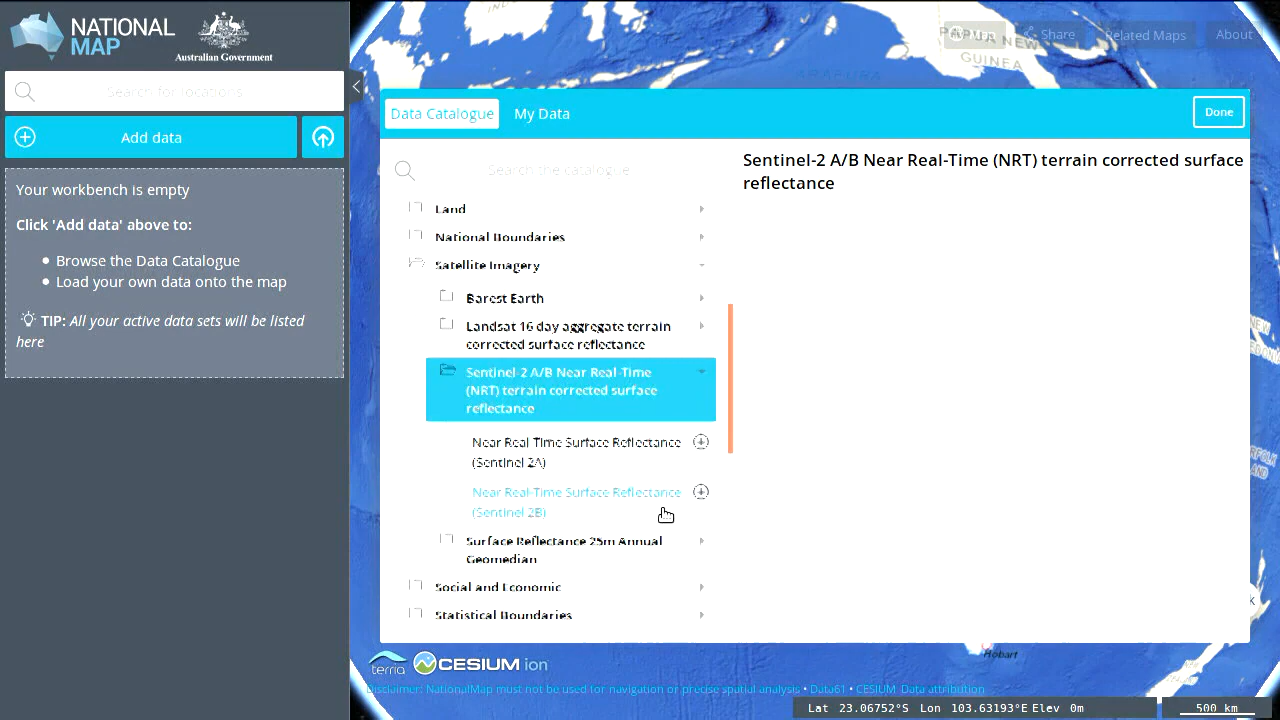 NATIONAL
MAP
Australian Government
Search for locations
Add data
Your workbench is empty
Click 'Add data' above to:
Browse the Data Catalogue
Load your own data onto the map
TIP: All your active data sets will be listed
here
Map
Share
Related Maps
About
PAPUA NEW
GUINEA
ARAFURA
Data Catalogue
My Data
Done
Search the catalogue
Land
National Boundaries
Satellite Imagery
Barest Earth
Landsat 16 day aggregate terrain
corrected surface reflectance
Sentinel-2 A/B Near Real-Time
(NRT) terrain corrected surface
reflectance
Near Real-Time Surface Reflectance
(Sentinel 2A)
Near Real-Time Surface Reflectance
(Sentinel 2B)
Surface Reflectance 25m Annual
Geomedian
Social and Economic
Statistical Boundaries
Sentinel-2 A/B Near Real-Time (NRT) terrain corrected surface
reflectance
Hobart
terria
CESIUM ion
Disclaimer: NationalMap must not be used for navigation or precise spatial analysis • Data61 • CESIUM Data attribution
Lat 23.06752°S Lon 103.63193°E Elev 0m
500 km